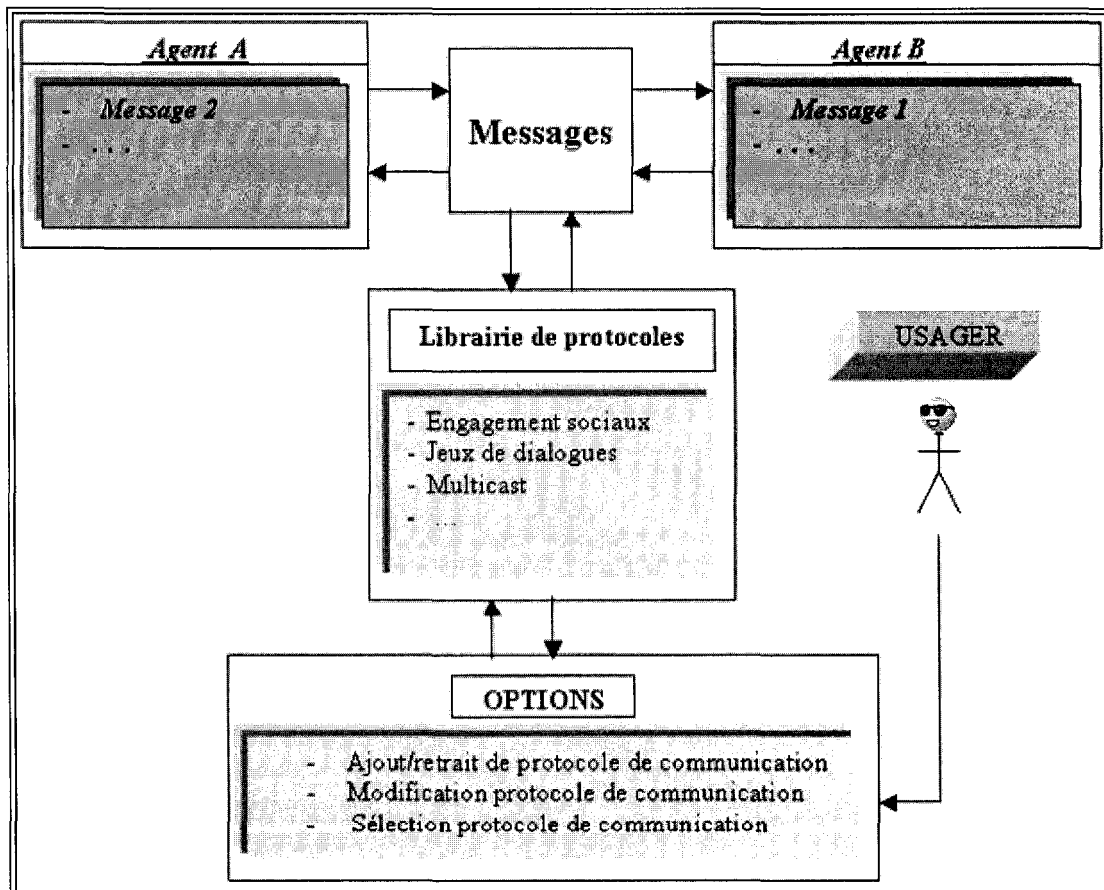 Agent A
- Message 2
- ...
Messages
Agent B
- Message 1
- ...
Librairie de protocoles
- Engagement sociaux
- Jeux de dialogues
- Multicast
- ...
USAGER
OPTIONS
- Ajout/retrait de protocole de communication
- Modification protocole de communication
- Sélection protocole de communication